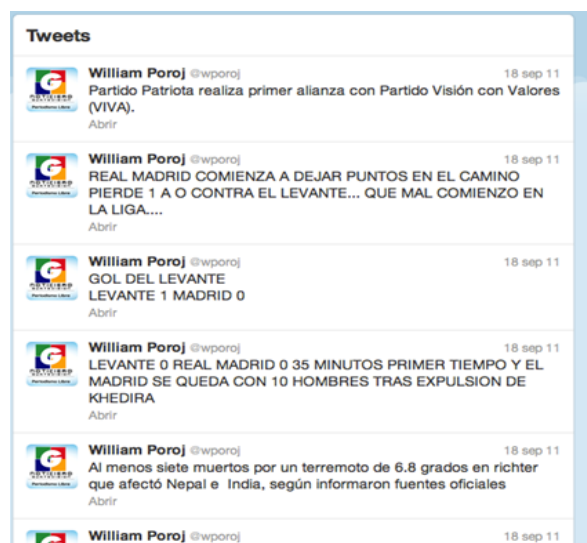 Tweets
William Poroj @wporoj 18 sep 11
Partido Patriota realiza primer alianza con Partido Visión con Valores
(VIVA).
Abrir
William Poroj @wporoj 18 sep 11
REAL MADRID COMIENZA A DEJAR PUNTOS EN EL CAMINO
PIERDE 1 A O CONTRA EL LEVANTE... QUE MAL COMIENZO EN
LA LIGA....
Abrir
William Poroj @wporoj 18 sep 11
GOL DEL LEVANTE
LEVANTE 1 MADRID 0
Abrir
William Poroj @wporoj 18 sep 11
LEVANTE 0 REAL MADRID 0 35 MINUTOS PRIMER TIEMPO Y EL
MADRID SE QUEDA CON 10 HOMBRES TRAS EXPULSION DE
KHEDIRA
Abrir
William Poroj @wporoj 18 sep 11
Al menos siete muertos por un terremoto de 6.8 grados en richter
que afectó Nepal e India, según informaron fuentes oficiales
Abrir
William Poroj @wporoj 18 sep 11